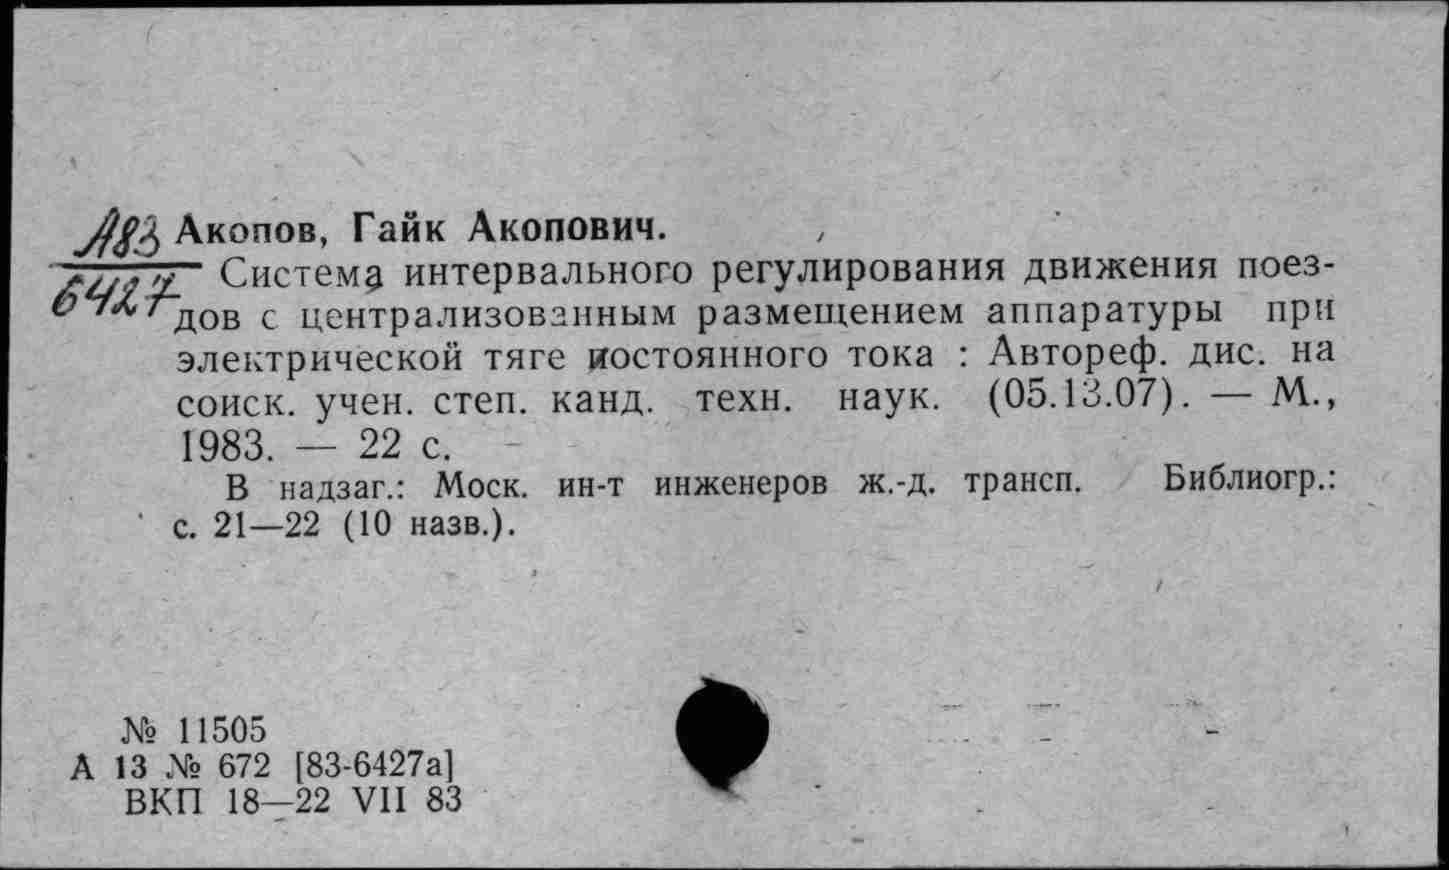 А83 Акопов, Гайк Акопович.
6427 Система интервального регулирования движения поез-
дов с централизованным размещением аппаратуры при
электрической тяге постоянного тока : Автореф. дис. на
соиск. учен. степ. канд. техн. наук. (05.13.07). — М.,
1983. — 22 с.
В надзаг.: Моск. ин-т инженеров ж.-д. трансп. Библиогр.:
с. 21—22 (10 назв.).
№ 11505
А 13 № 672 [83-6427а]
ВКП 18—22 VII 83